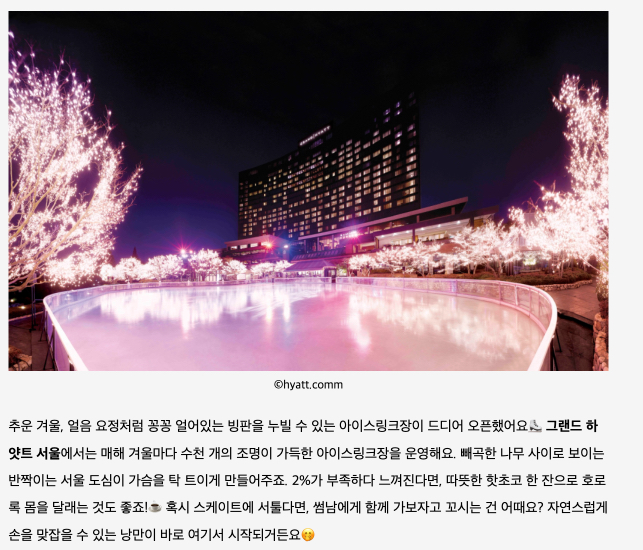 ©hyatt.comm
추운 겨울, 얼음 요정처럼 꽁꽁 얼어있는 빙판을 누빌 수 있는 아이스링크장이 드디어 오픈했어요⛸️ 그랜드 하
얏트 서울에서는 매해 겨울마다 수천 개의 조명이 가득한 아이스링크장을 운영해요. 빼곡한 나무 사이로 보이는
반짝이는 서울 도심이 가슴을 탁 트이게 만들어주죠. 2%가 부족하다 느껴진다면, 따뜻한 핫초코 한 잔으로 호로
록 몸을 달래는 것도 좋죠!☕ 혹시 스케이트에 서툴다면, 썸남에게 함께 가보자고 꼬시는 건 어때요? 자연스럽게
손을 맞잡을 수 있는 낭만이 바로 여기서 시작되거든요🤭